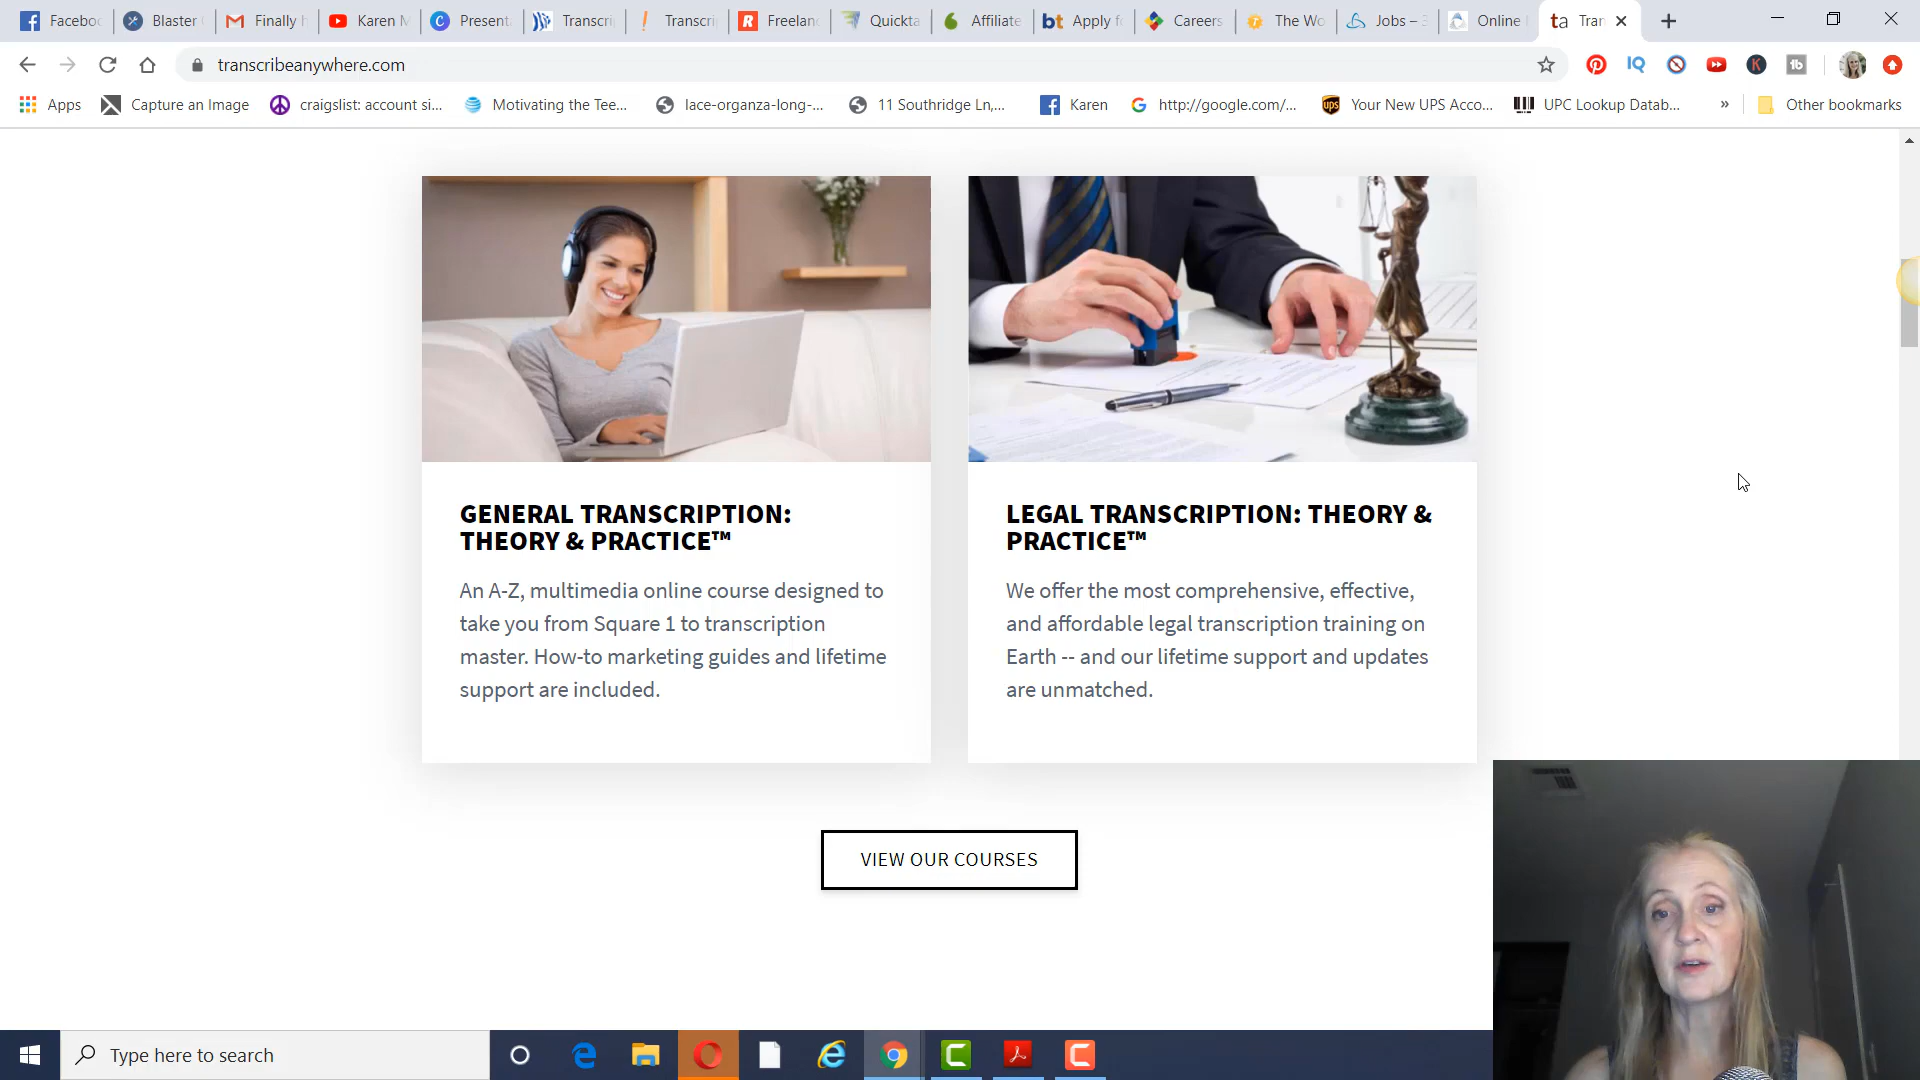 Facebo
Blaster
Finally h
Karen M
Present
Transcri
Transcri
Freelan
Quickta
Affiliate
bt Apply f
Careers
The Wo
Jobs –
Online
ta Tran
transcribeanywhere.com
Apps
Capture an Image
craigslist: account si...
Motivating the Tee...
lace-organza-long-...
11 Southridge Ln,...
Karen
http://google.com/...
Your New UPS Acco...
UPC Lookup Datab...
»
Other bookmarks
GENERAL TRANSCRIPTION:
THEORY & PRACTICE™
An A-Z, multimedia online course designed to
take you from Square 1 to transcription
master. How-to marketing guides and lifetime
support are included.
LEGAL TRANSCRIPTION: THEORY &
PRACTICE™
We offer the most comprehensive, effective,
and affordable legal transcription training on
Earth -- and our lifetime support and updates
are unmatched.
VIEW OUR COURSES
Type here to search